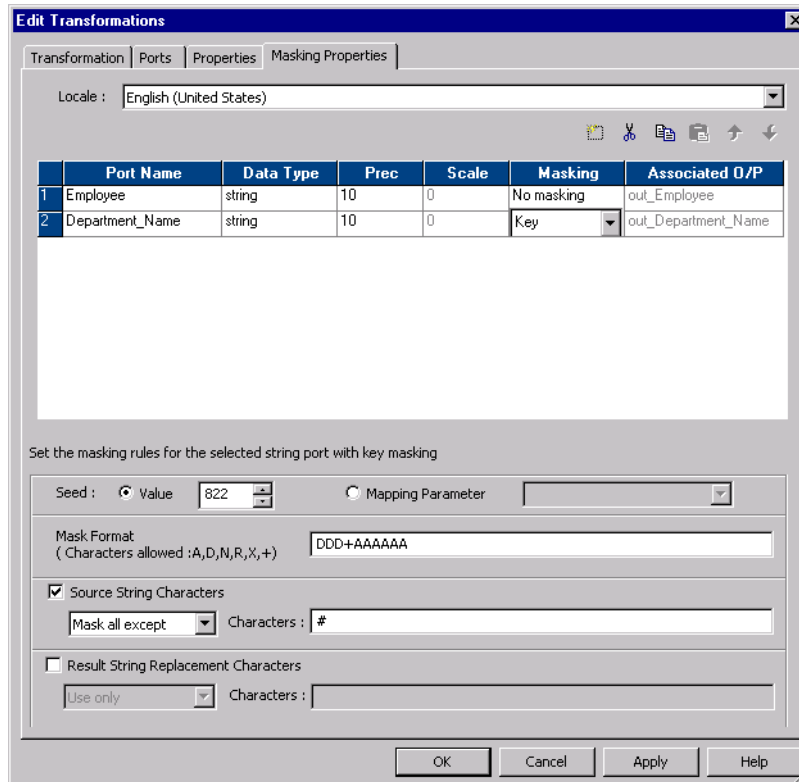 Edit Transformations
Transformation Ports Properties Masking Properties
Locale : English (United States)
Port Name Data Type Prec Scale Masking Associated O/P
1 Employee string 10 0 No masking out_Employee
2 Department_Name string 10 0 Key out_Department_Name
Set the masking rules for the selected string port with key masking
Seed : Value 822 Mapping Parameter
Mask Format
( Characters allowed :A,D,N,R,X,+) DDD+AAAAAA
Source String Characters
Mask all except Characters : #
Result String Replacement Characters
Use only Characters :
OK Cancel Apply Help